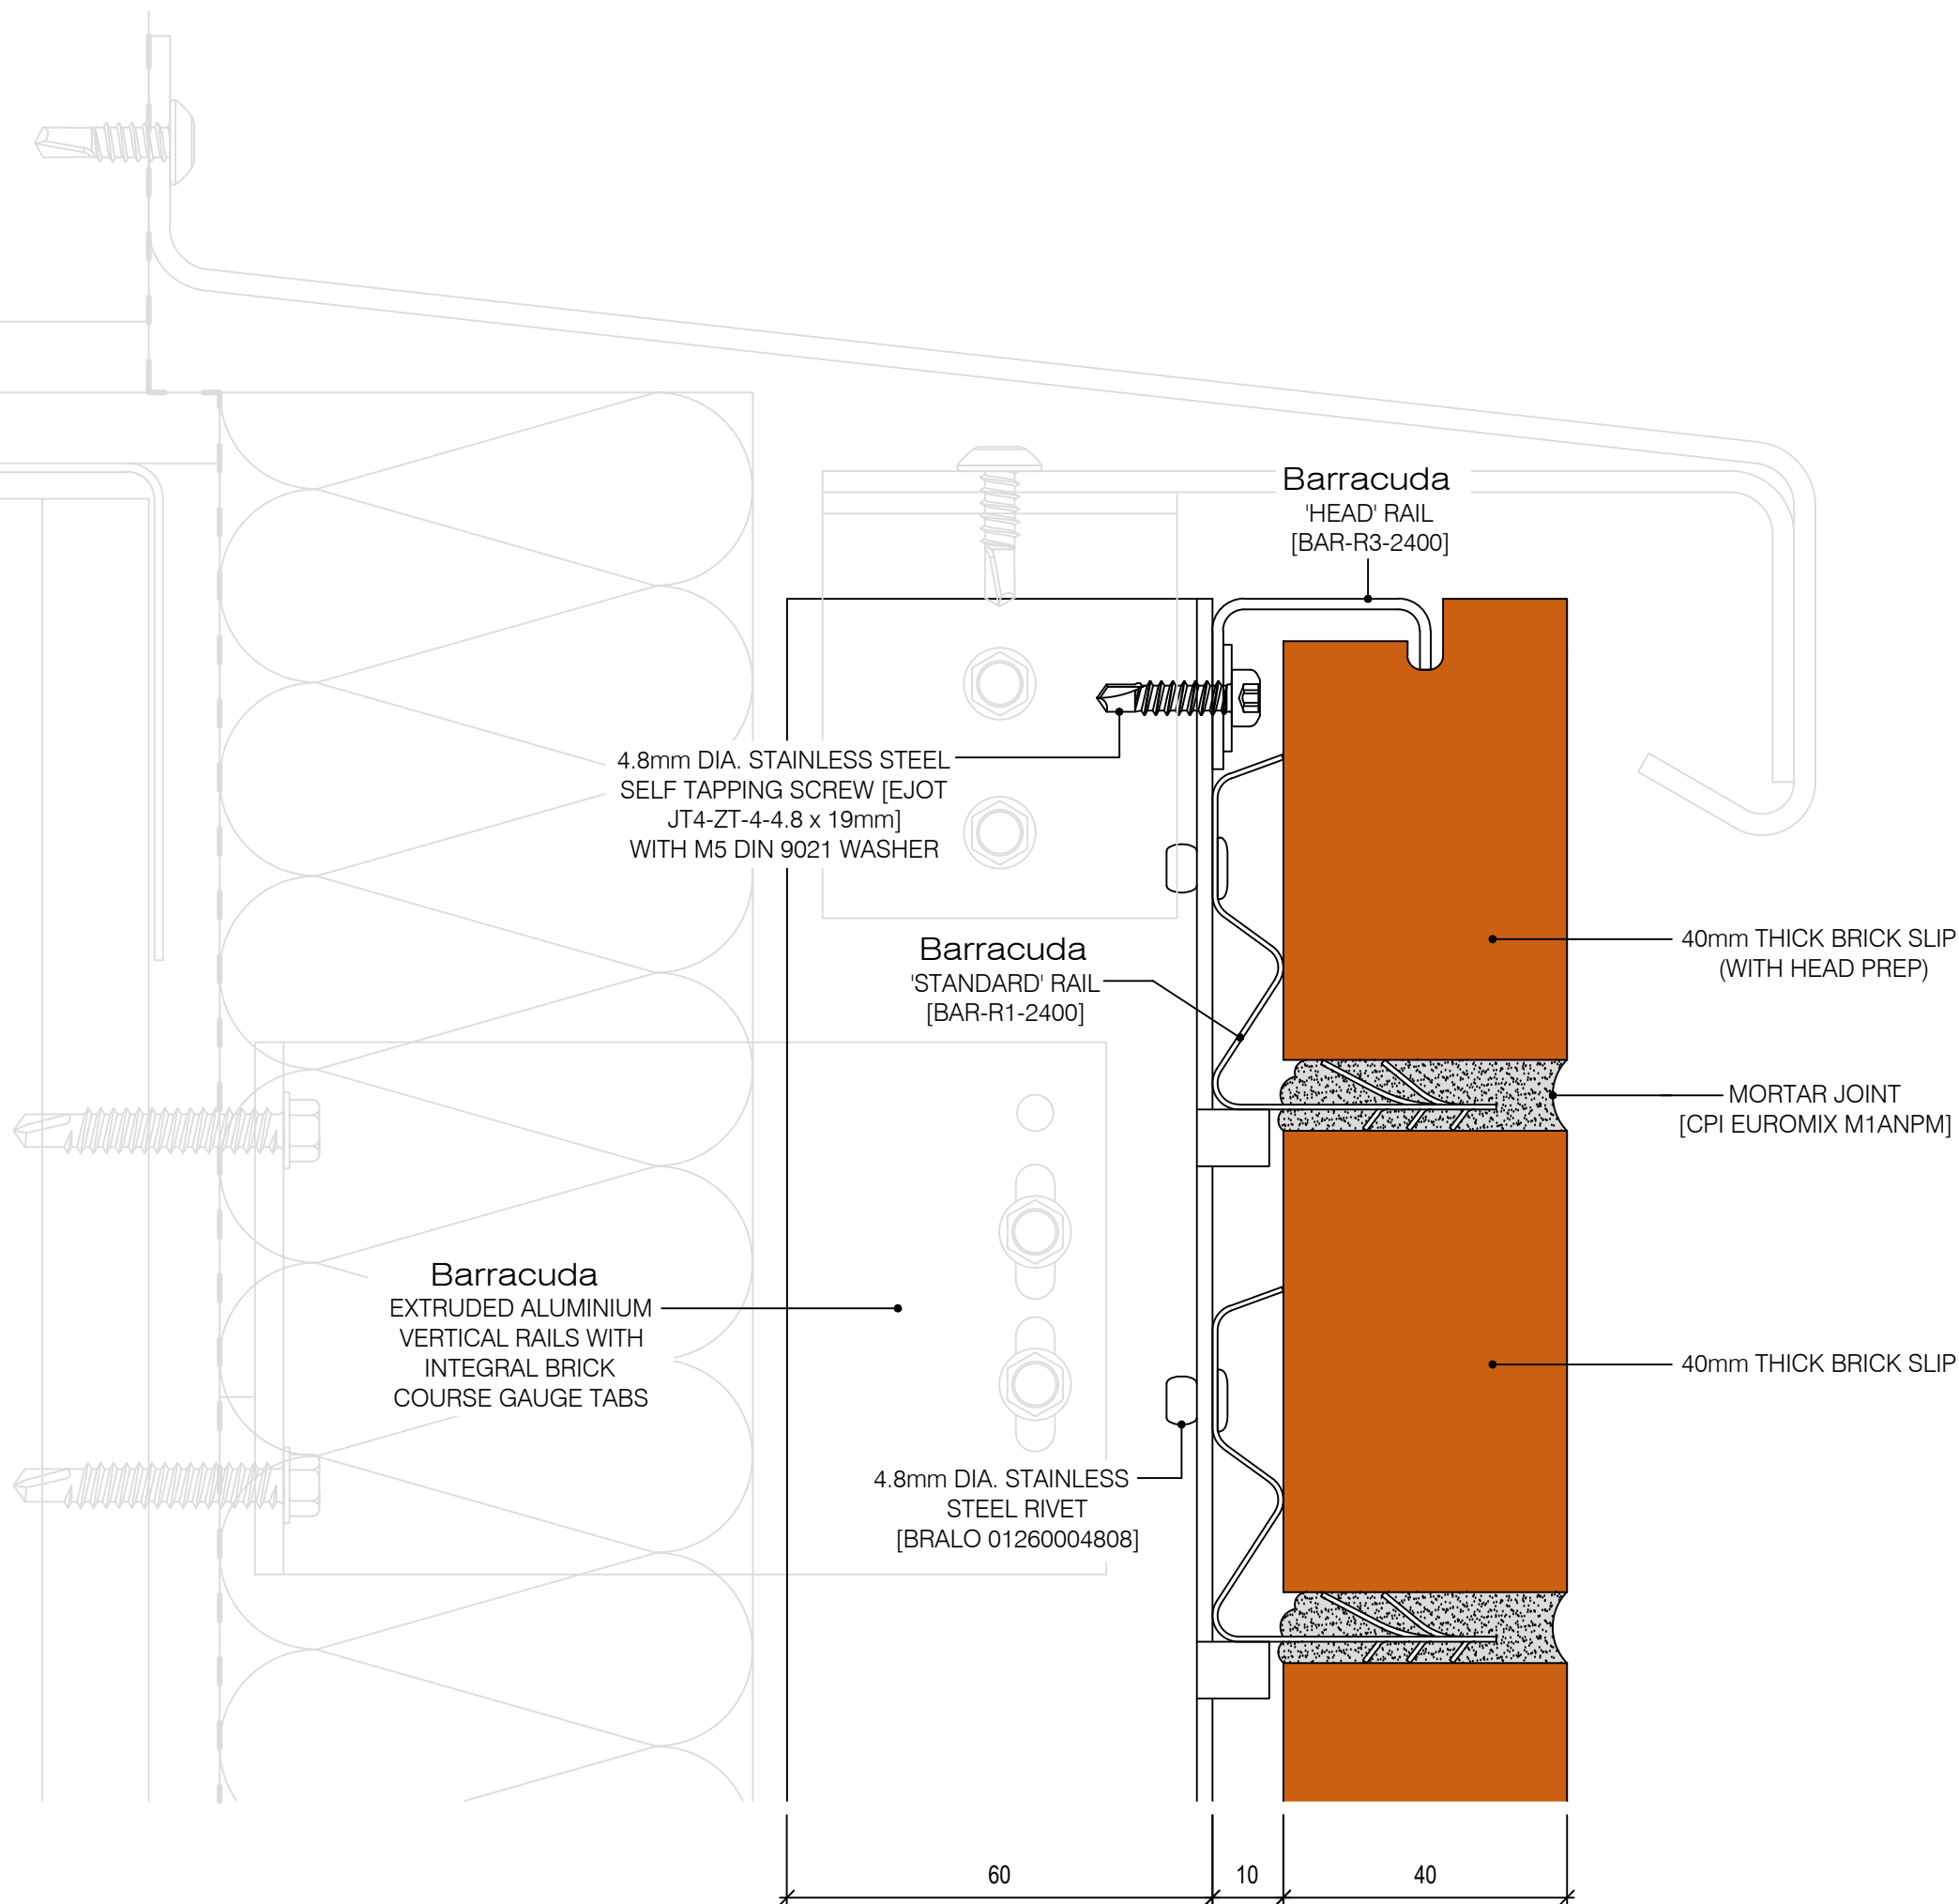 Barracuda
'HEAD' RAIL
[BAR-R3-2400]
4.8mm DIA. STAINLESS STEEL
SELF TAPPING SCREW [EJOT
JT4-ZT-4-4.8 x 19mm]
WITH M5 DIN 9021 WASHER
Barracuda
'STANDARD' RAIL
[BAR-R1-2400]
40mm THICK BRICK SLIP
(WITH HEAD PREP)
MORTAR JOINT
[CPI EUROMIX M1ANPM]
Barracuda
EXTRUDED ALUMINIUM
VERTICAL RAILS WITH
INTEGRAL BRICK
COURSE GAUGE TABS
40mm THICK BRICK SLIP
4.8mm DIA. STAINLESS
STEEL RIVET
[BRALO 01260004808]
60
10
40